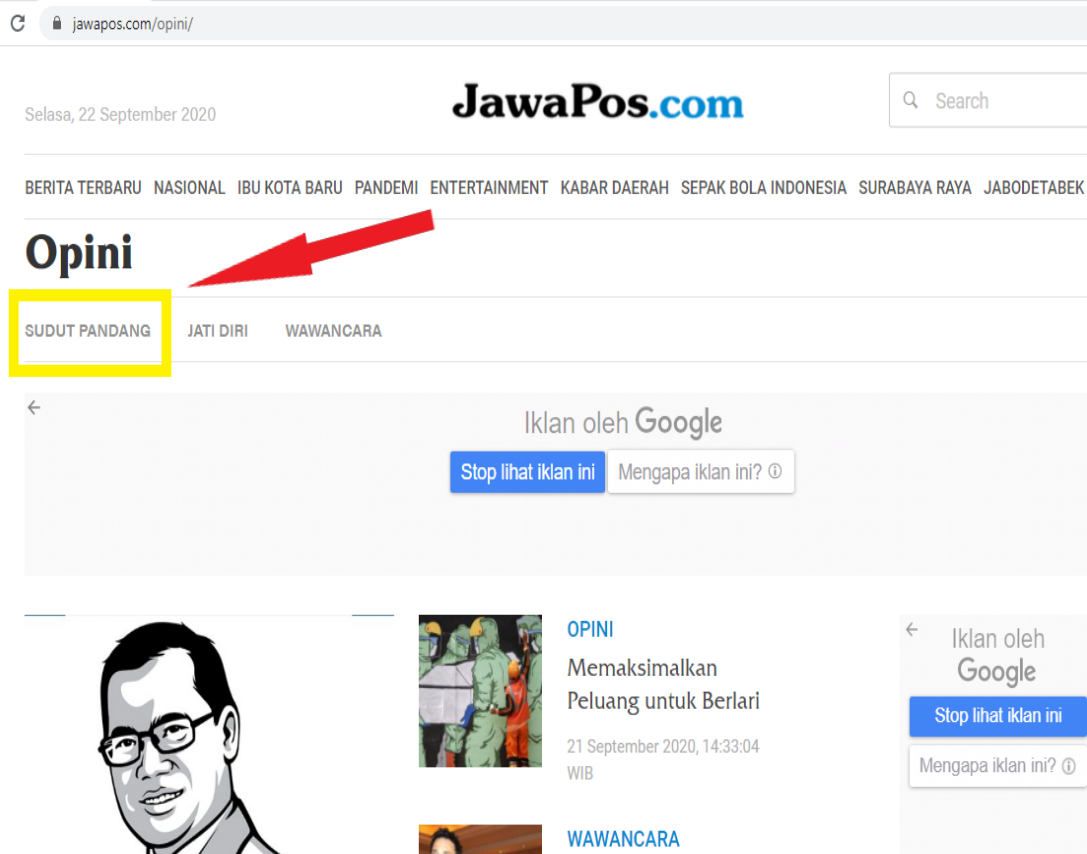 jawapos.com/opini/
Selasa, 22 September 2020
JawaPos.com
Search
BERITA TERBARU NASIONAL IBU KOTA BARU PANDEMI ENTERTAINMENT KABAR DAERAH SEPAK BOLA INDONESIA SURABAYA RAYA JABODETABEK
Opini
SUDUT PANDANG JATI DIRI WAWANCARA
Iklan oleh Google
Stop lihat iklan ini Mengapa iklan ini?
OPINI
Memaksimalkan
Peluang untuk Berlari
21 September 2020, 14:33:04
WIB
Iklan oleh
Google
Stop lihat iklan ini
Mengapa iklan ini?
WAWANCARA